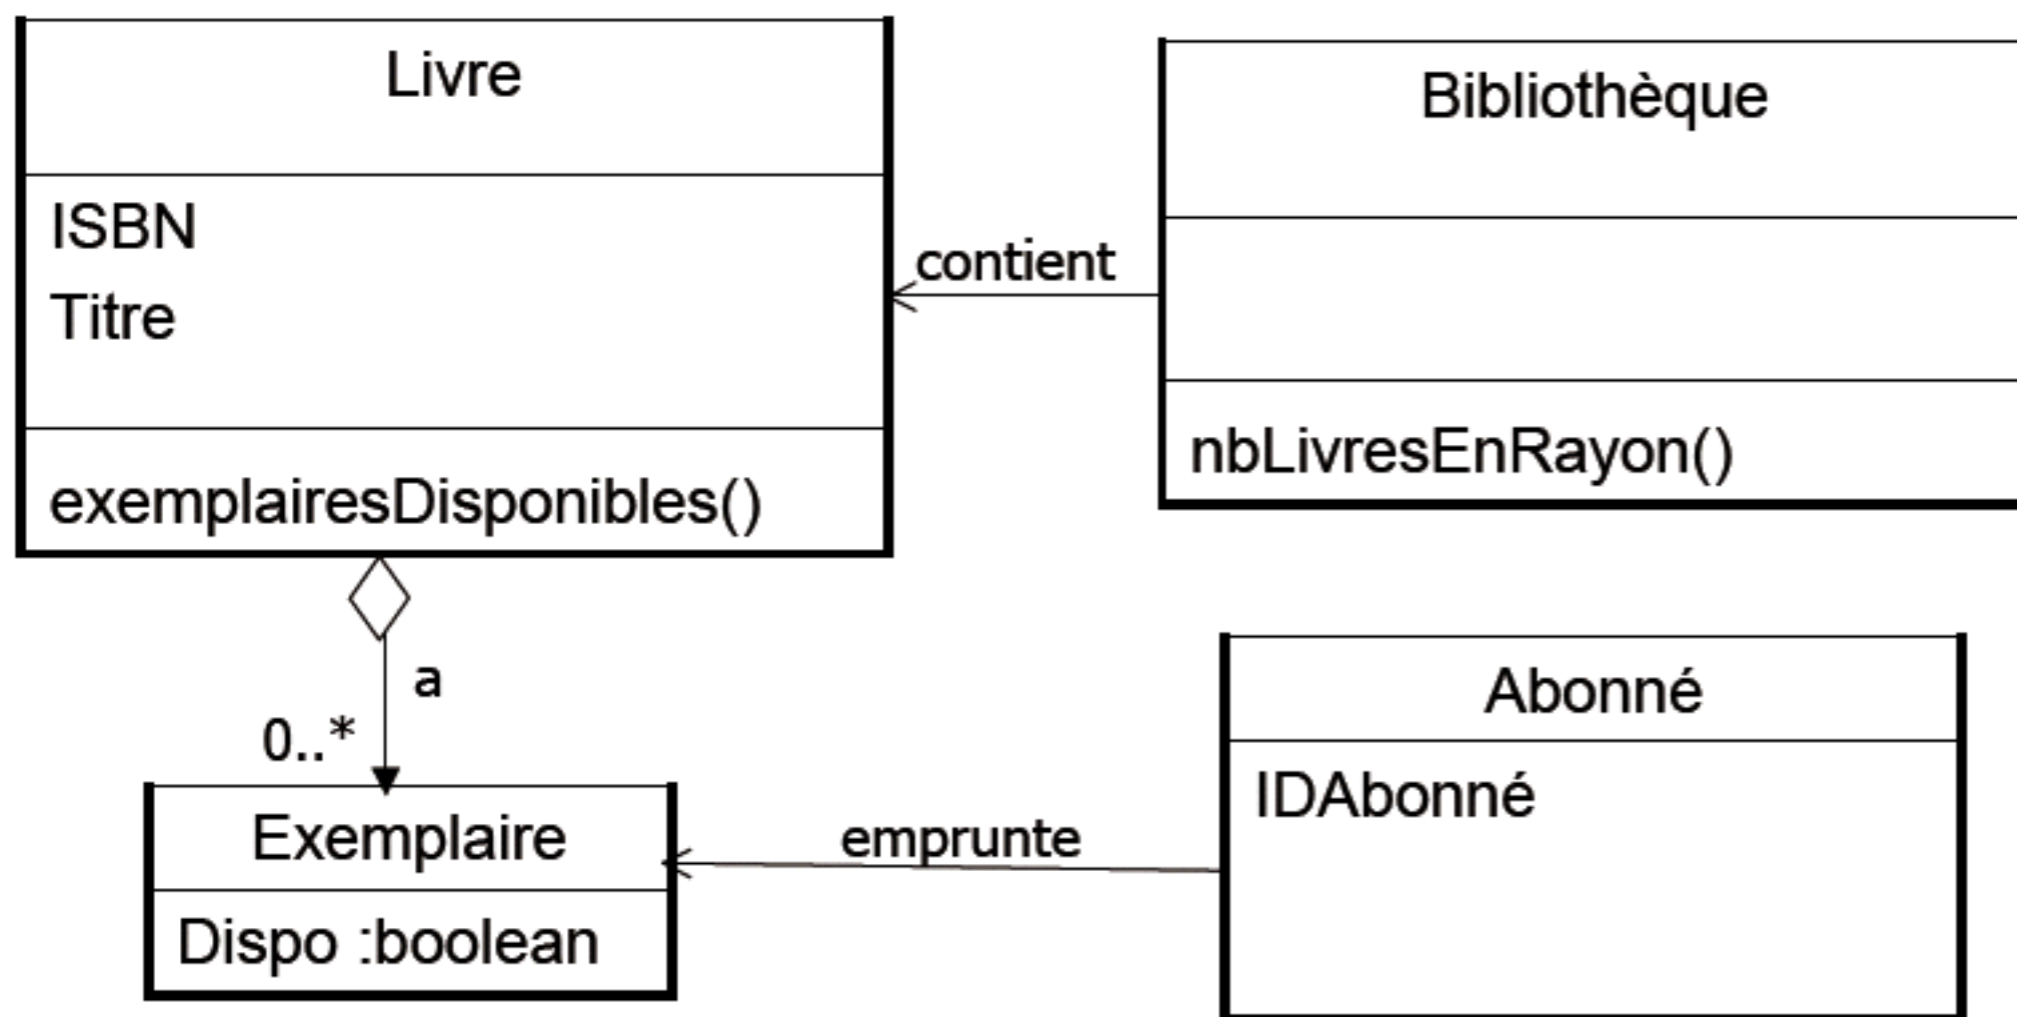 Livre
ISBN
Titre
exemplairesDisponibles()
contient
Bibliothèque
nbLivresEnRayon()
a
0..*
Exemplaire
Dispo :boolean
emprunte
Abonné
IDAbonné